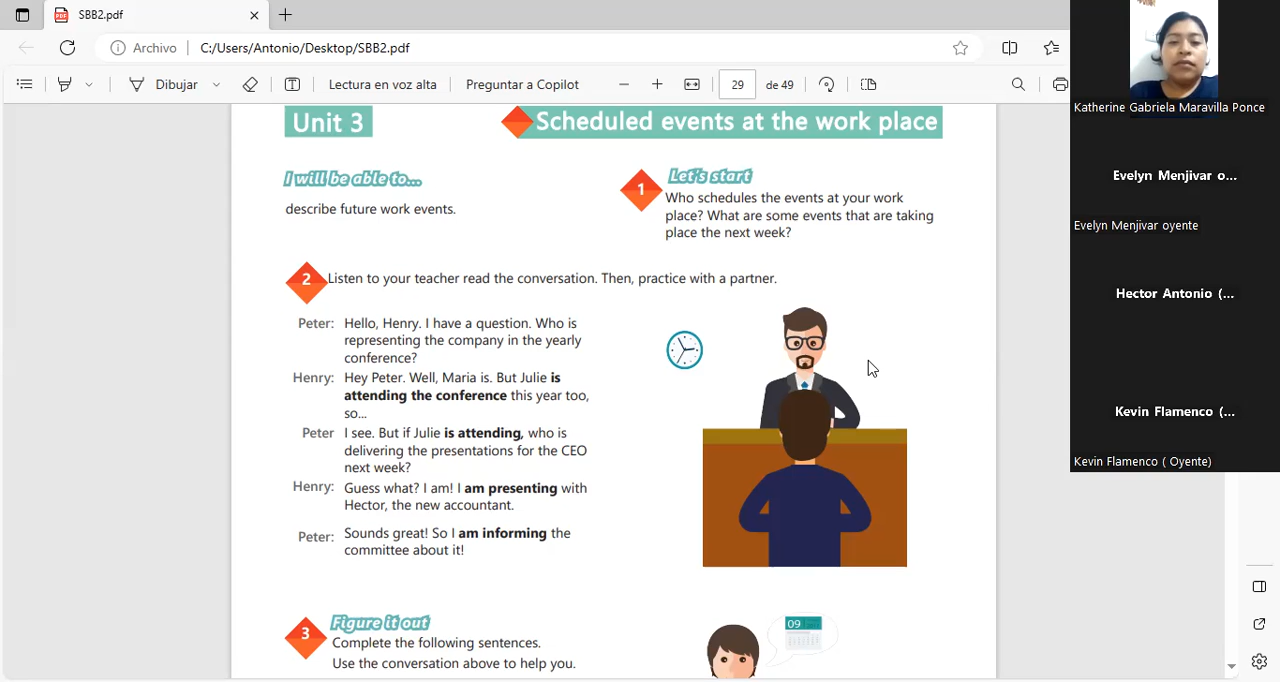 SBB2.pdf
Archivo
C:/Users/Antonio/Desktop/SBB2.pdf
Dibujar
Lectura en voz alta
Preguntar a Copilot
29
de 49
Unit 3
Scheduled events at the work place
I will be able to...
describe future work events.
1
Let's start
Who schedules the events at your work
place? What are some events that are taking
place the next week?
2
Listen to your teacher read the conversation. Then, practice with a partner.
Peter: Hello, Henry. I have a question. Who is
representing the company in the yearly
conference?
Henry: Hey Peter. Well, Maria is. But Julie is
attending the conference this year too,
so...
Peter I see. But if Julie is attending, who is
delivering the presentations for the CEO
next week?
Henry: Guess what? I am! I am presenting with
Hector, the new accountant.
Peter: Sounds great! So I am informing the
committee about it!
3
Figure it out
Complete the following sentences.
Use the conversation above to help you.
09
Katherine Gabriela Maravilla Ponce
Evelyn Menjivar o...
Evelyn Menjivar oyente
Hector Antonio (...
Kevin Flamenco (...
Kevin Flamenco ( Oyente)